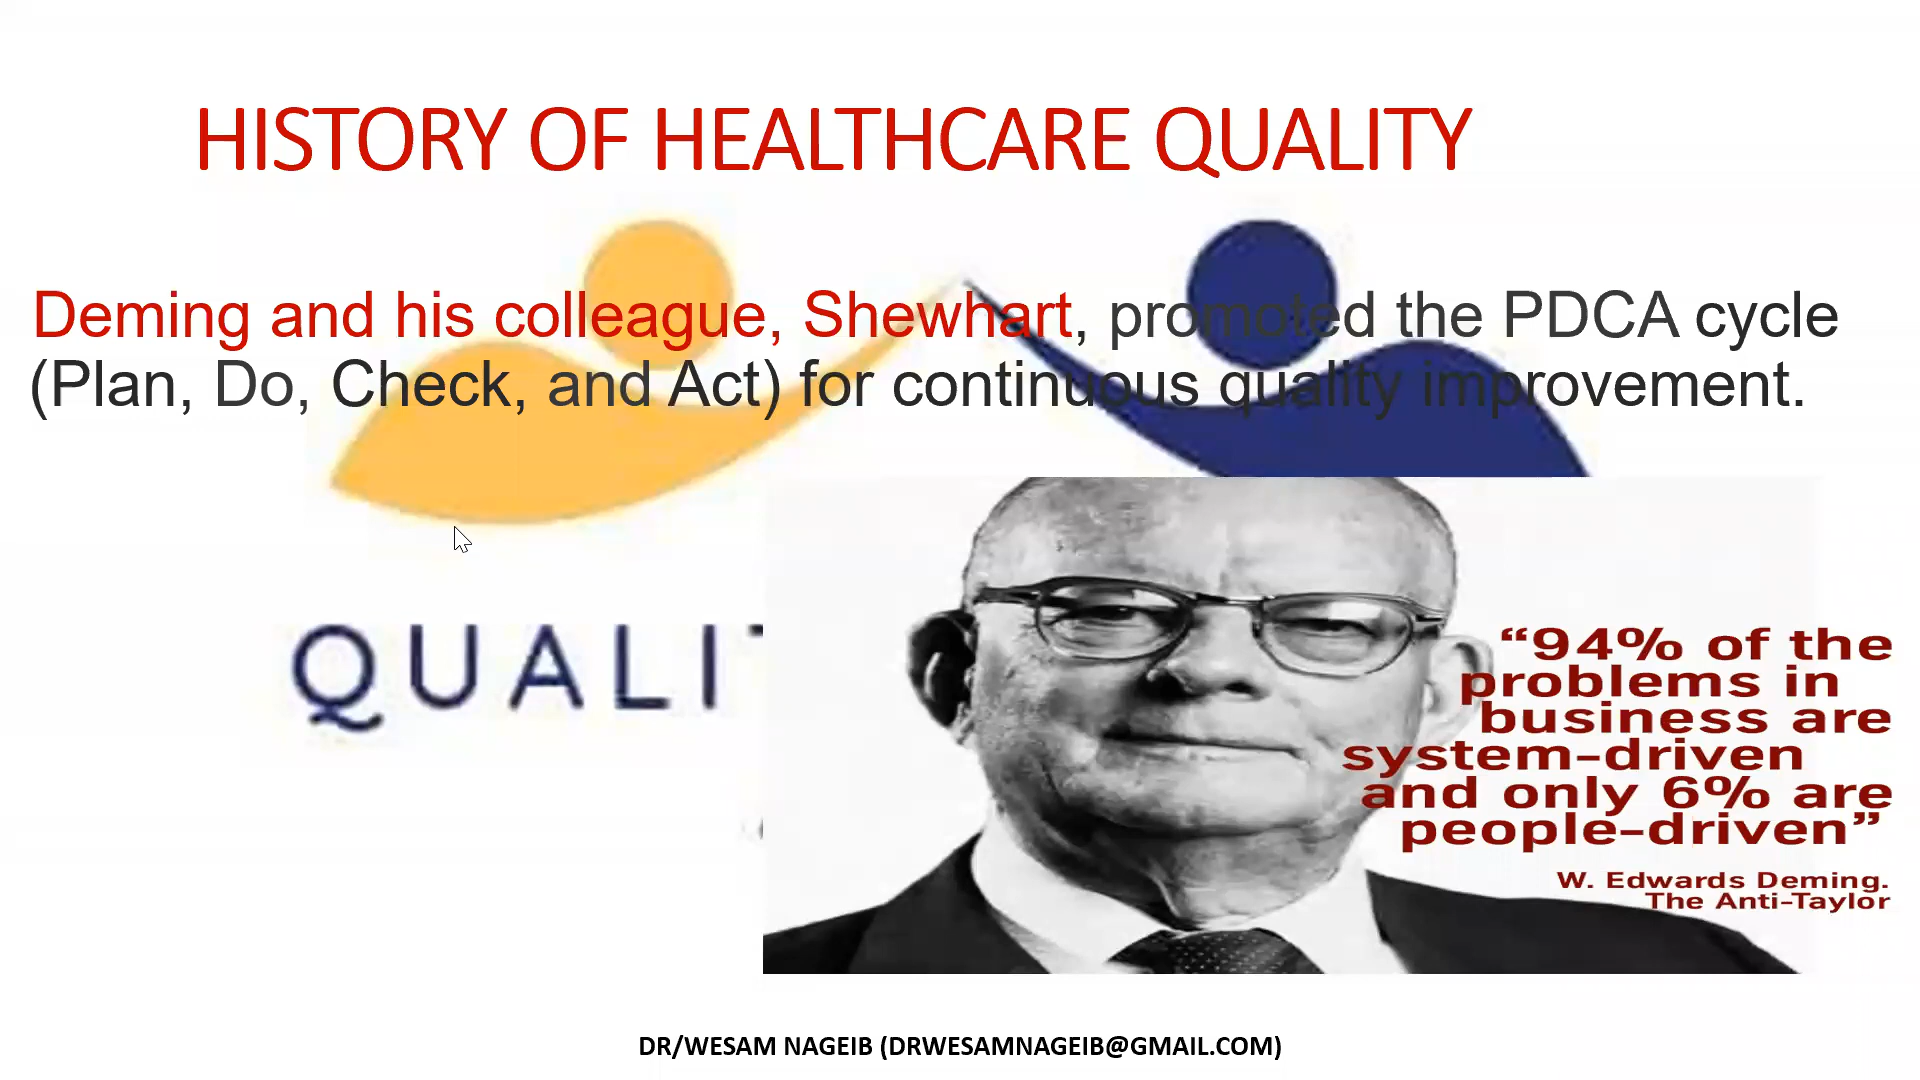 HISTORY OF HEALTHCARE QUALITY
Deming and his colleague, Shewhart, promoted the PDCA cycle
(Plan, Do, Check, and Act) for continuous quality improvement.
QUALI
“94% of the
problems in
business are
system-driven
and only 6% are
people-driven”
W. Edwards Deming.
The Anti-Taylor
DR/WESAM NAGEIB (DRWESAMNAGEIB@GMAIL.COM)